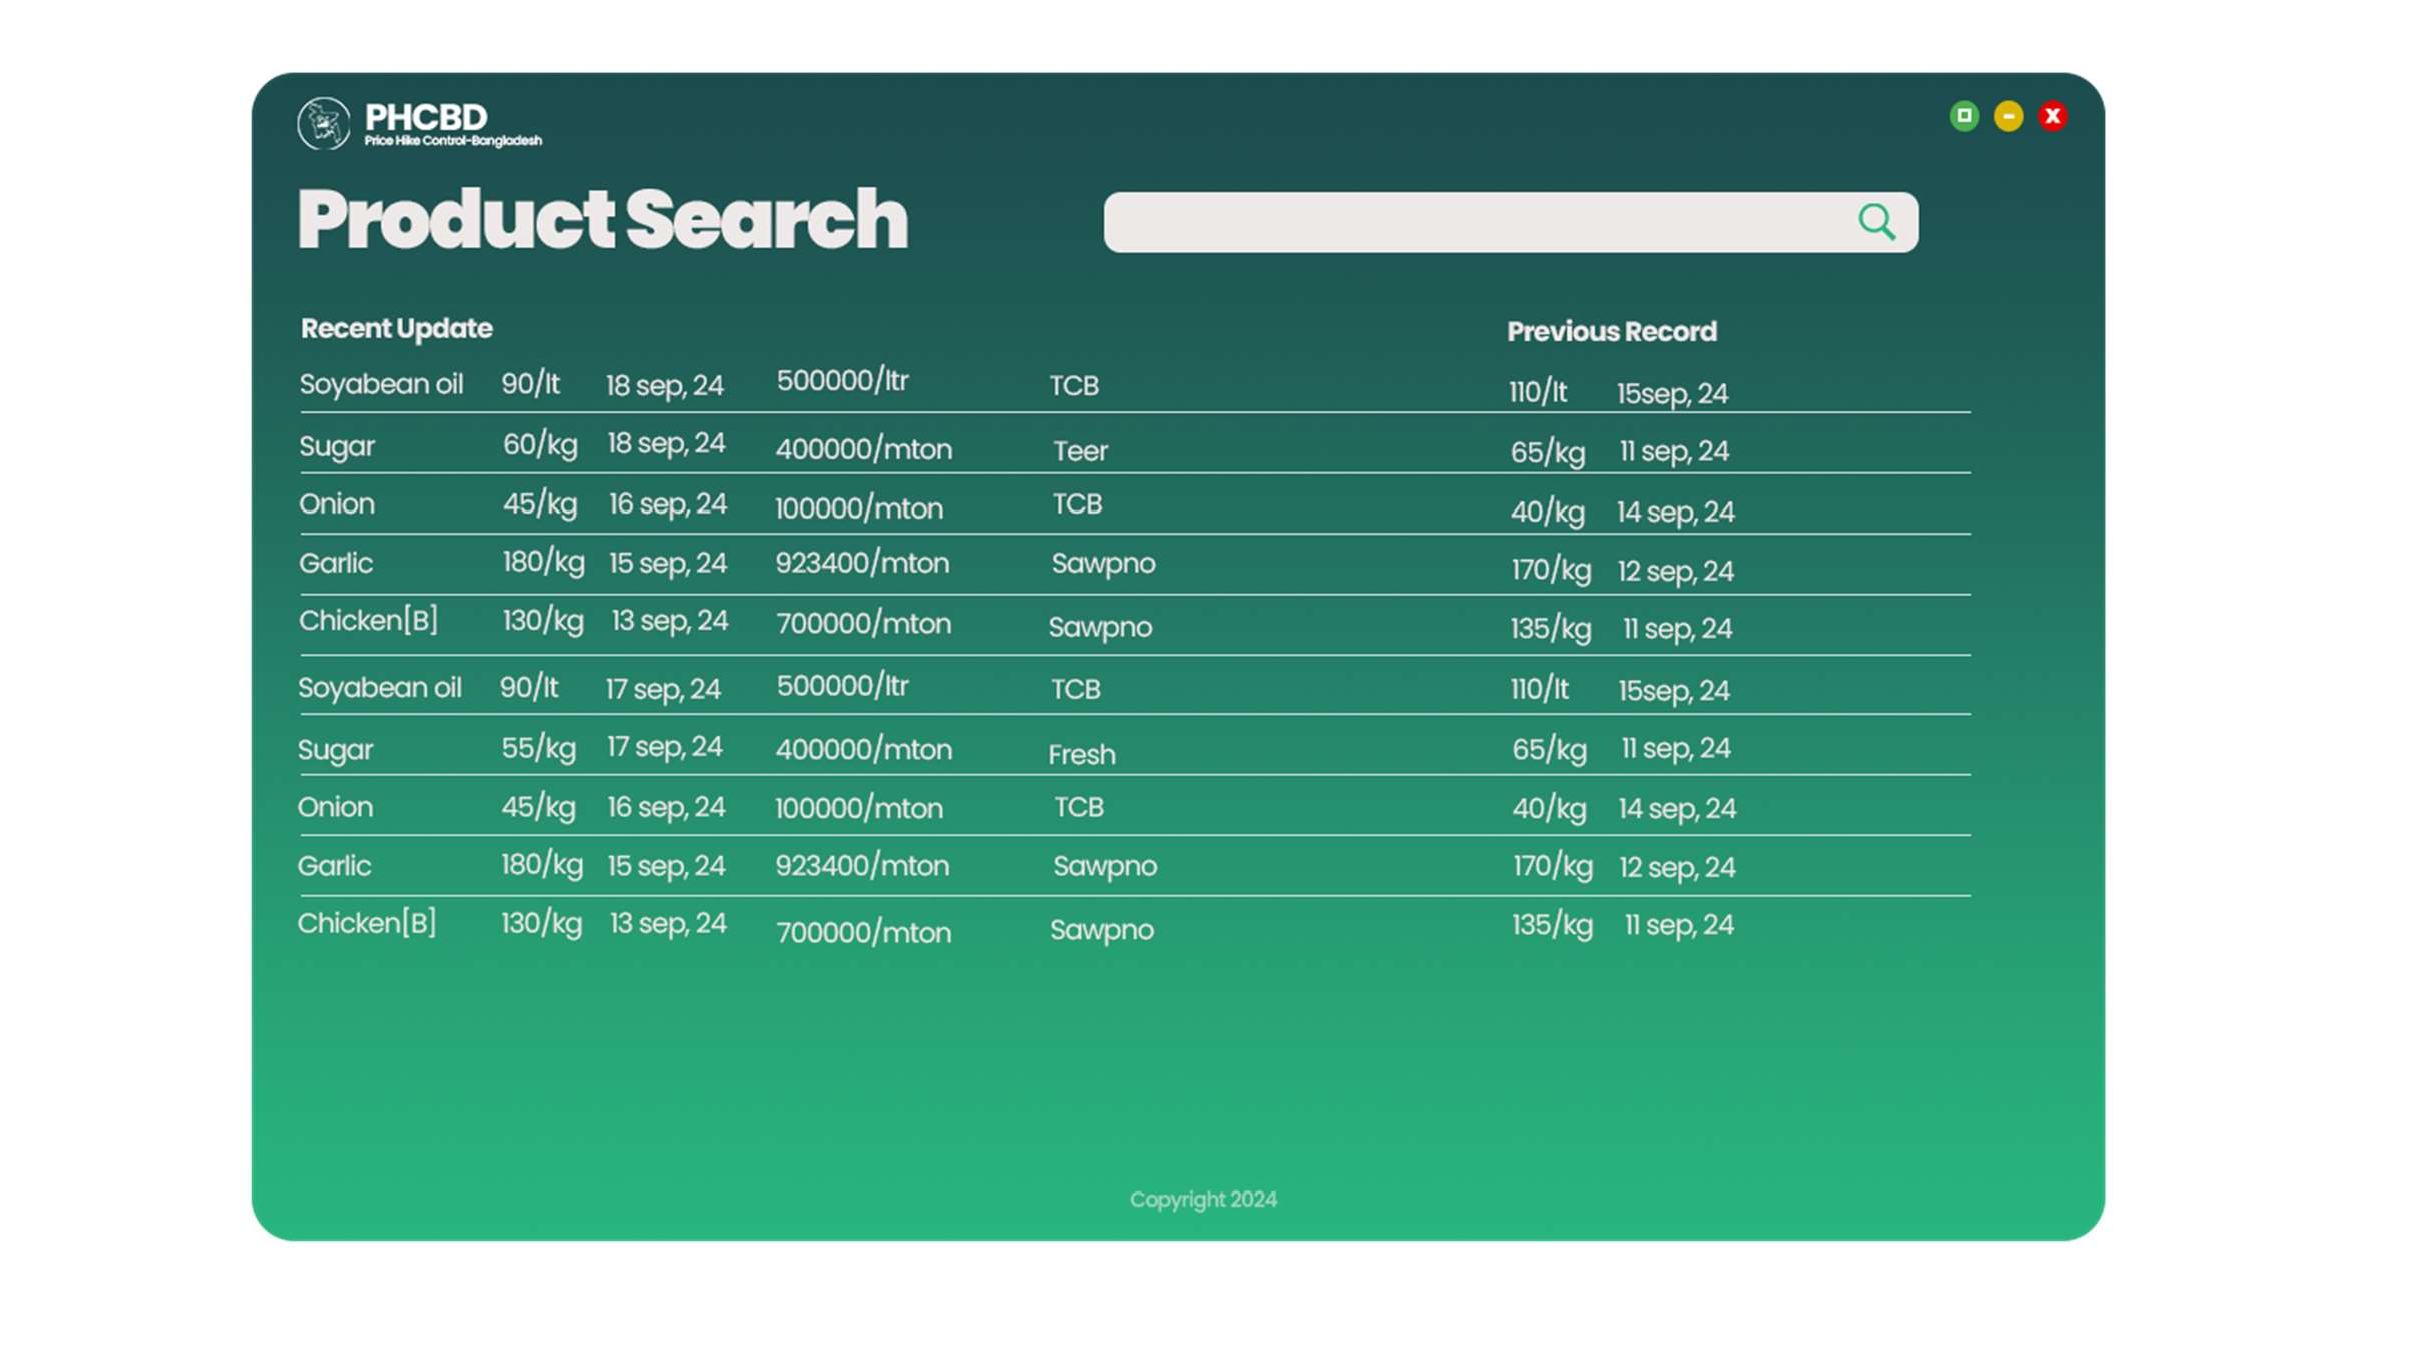 PHCBD
Price Hike Control-Bangladesh
Product Search
Recent Update Previous Record
Soyabean oil 90/lt 18 sep, 24 500000/ltr TCB 110/lt 15sep, 24
Sugar 60/kg 18 sep, 24 400000/mton Teer 65/kg 11 sep, 24
Onion 45/kg 16 sep, 24 100000/mton TCB 40/kg 14 sep, 24
Garlic 180/kg 15 sep, 24 923400/mton Sawpno 170/kg 12 sep, 24
Chicken[B] 130/kg 13 sep, 24 700000/mton Sawpno 135/kg 11 sep, 24
Soyabean oil 90/lt 17 sep, 24 500000/ltr TCB 110/lt 15sep, 24
Sugar 55/kg 17 sep, 24 400000/mton Fresh 65/kg 11 sep, 24
Onion 45/kg 16 sep, 24 100000/mton TCB 40/kg 14 sep, 24
Garlic 180/kg 15 sep, 24 923400/mton Sawpno 170/kg 12 sep, 24
Chicken[B] 130/kg 13 sep, 24 700000/mton Sawpno 135/kg 11 sep, 24
Copyright 2024